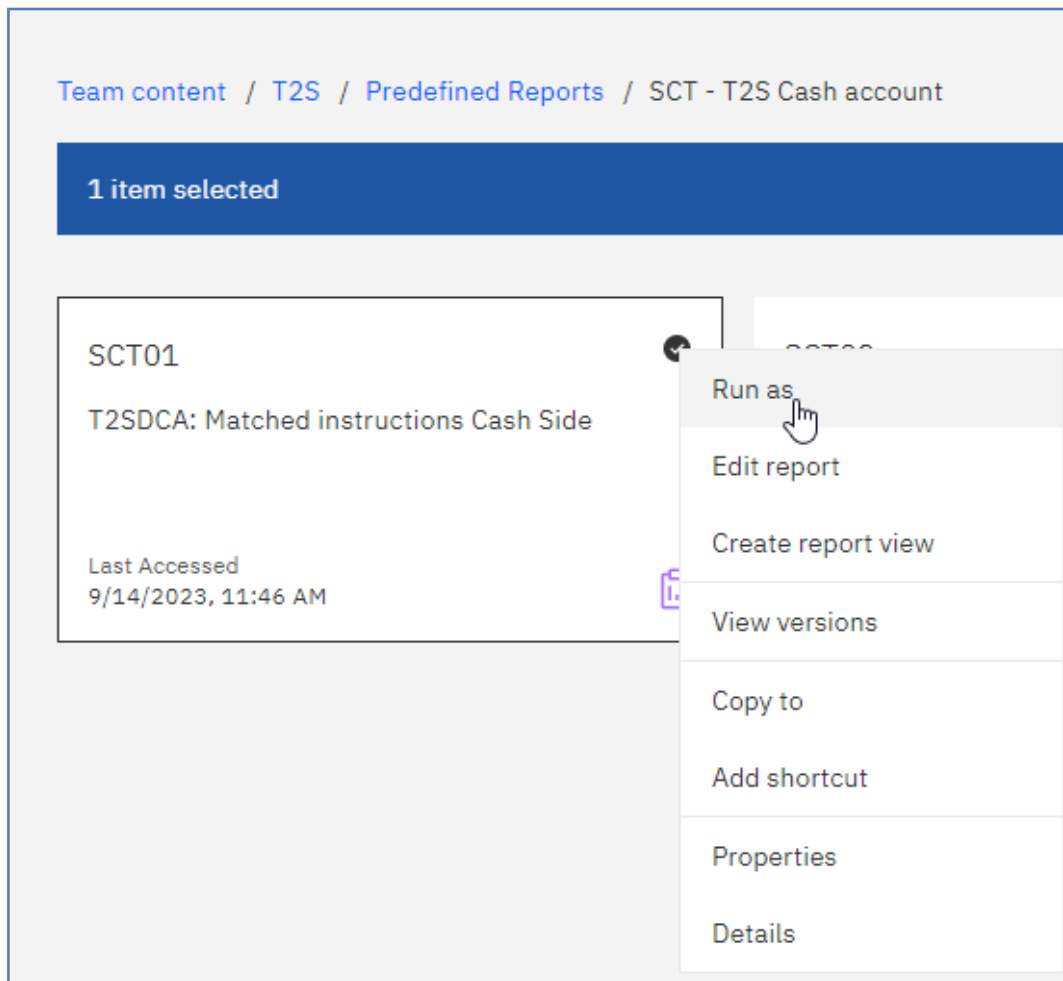 Team content / T2S / Predefined Reports / SCT - T2S Cash account
1 item selected
SCT01
T2SDCA: Matched instructions Cash Side
Last Accessed
9/14/2023, 11:46 AM
Run as
Edit report
Create report view
View versions
Copy to
Add shortcut
Properties
Details